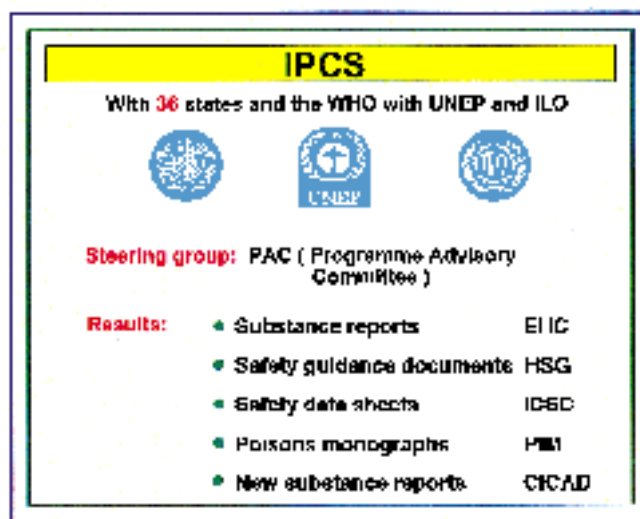 IPCS
With 36 states and the WHO with UNEP and ILO
UNEP
Steering group: PAC ( Programme Advisory
Committee )
Results:
• Substance reports EHC
• Safety guidance documents HSG
• Safety data sheets ICSC
• Poisons monographs PIM
• New substance reports CICAD